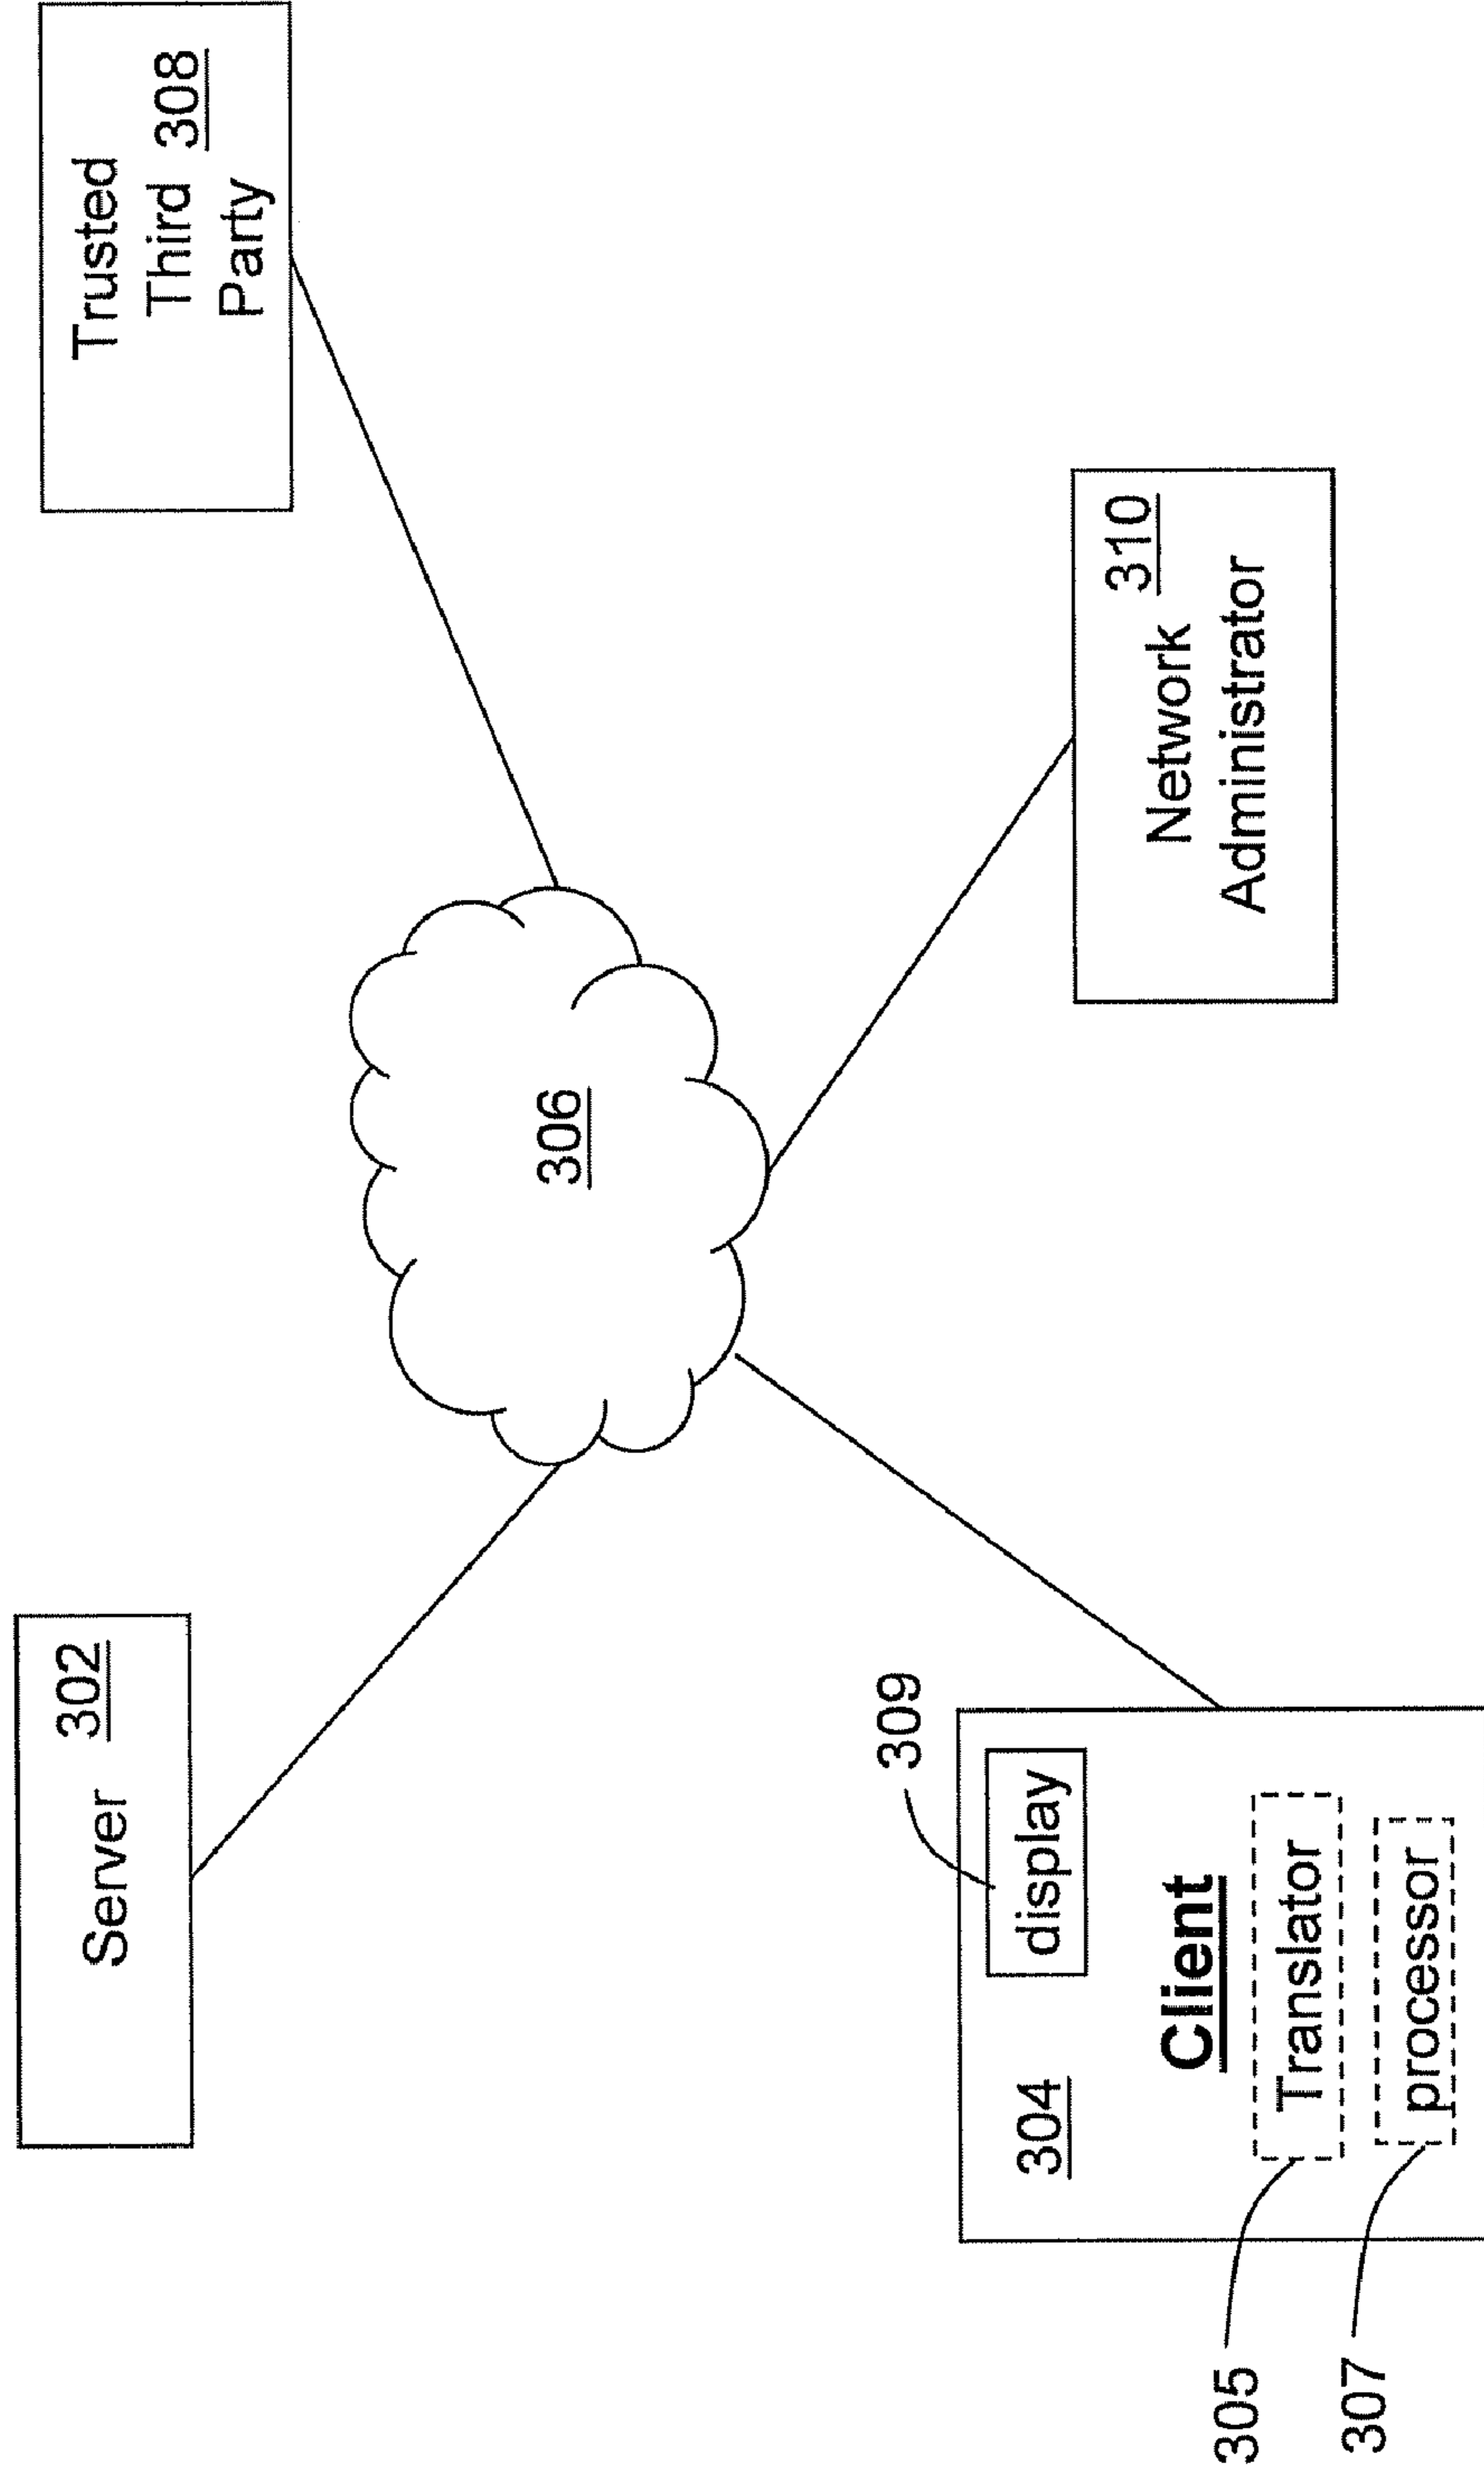 Server 302
Trusted
Third 308
Party
306
309
304
display
Client
Translator
processor
305
307
310
Network
Administrator